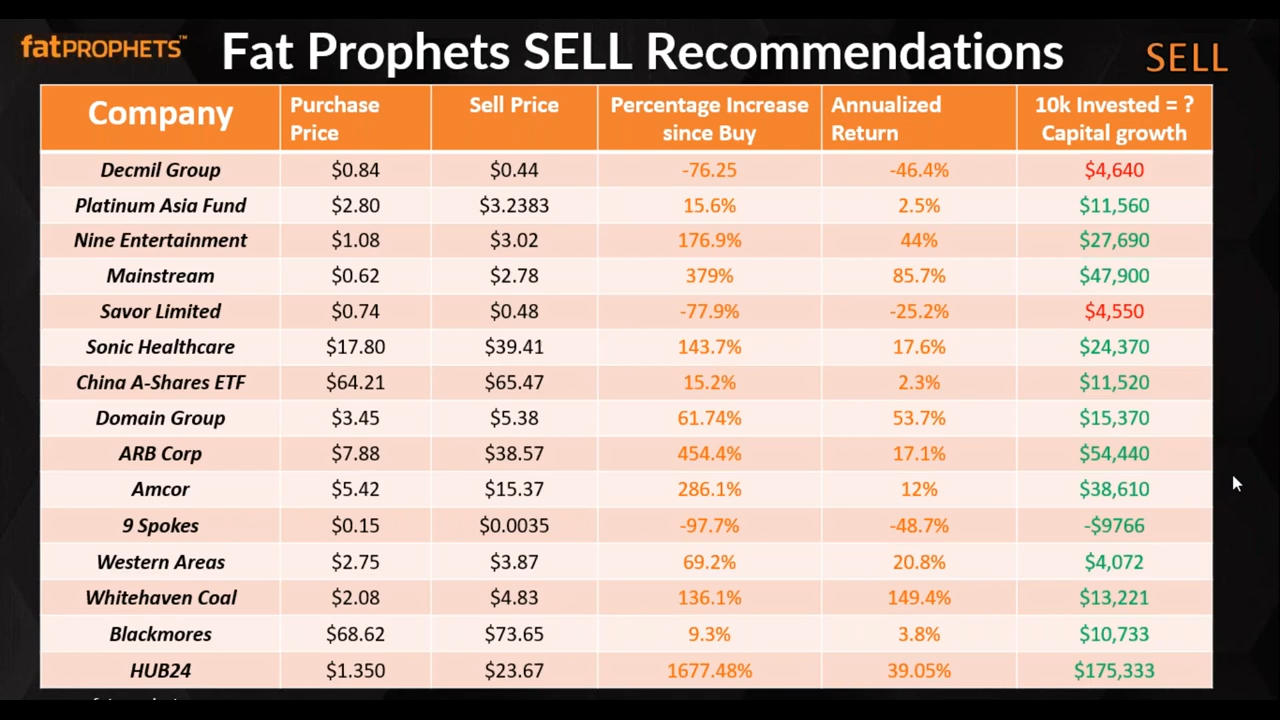 fatPROPHETS™ Fat Prophets SELL Recommendations SELL
Company Purchase Price Sell Price Percentage Increase since Buy Annualized Return 10k Invested = ? Capital growth
Decmil Group $0.84 $0.44 -76.25 -46.4% $4,640
Platinum Asia Fund $2.80 $3.2383 15.6% 2.5% $11,560
Nine Entertainment $1.08 $3.02 176.9% 44% $27,690
Mainstream $0.62 $2.78 379% 85.7% $47,900
Savor Limited $0.74 $0.48 -77.9% -25.2% $4,550
Sonic Healthcare $17.80 $39.41 143.7% 17.6% $24,370
China A-Shares ETF $64.21 $65.47 15.2% 2.3% $11,520
Domain Group $3.45 $5.38 61.74% 53.7% $15,370
ARB Corp $7.88 $38.57 454.4% 17.1% $54,440
Amcor $5.42 $15.37 286.1% 12% $38,610
9 Spokes $0.15 $0.0035 -97.7% -48.7% -$9766
Western Areas $2.75 $3.87 69.2% 20.8% $4,072
Whitehaven Coal $2.08 $4.83 136.1% 149.4% $13,221
Blackmores $68.62 $73.65 9.3% 3.8% $10,733
HUB24 $1.350 $23.67 1677.48% 39.05% $175,333